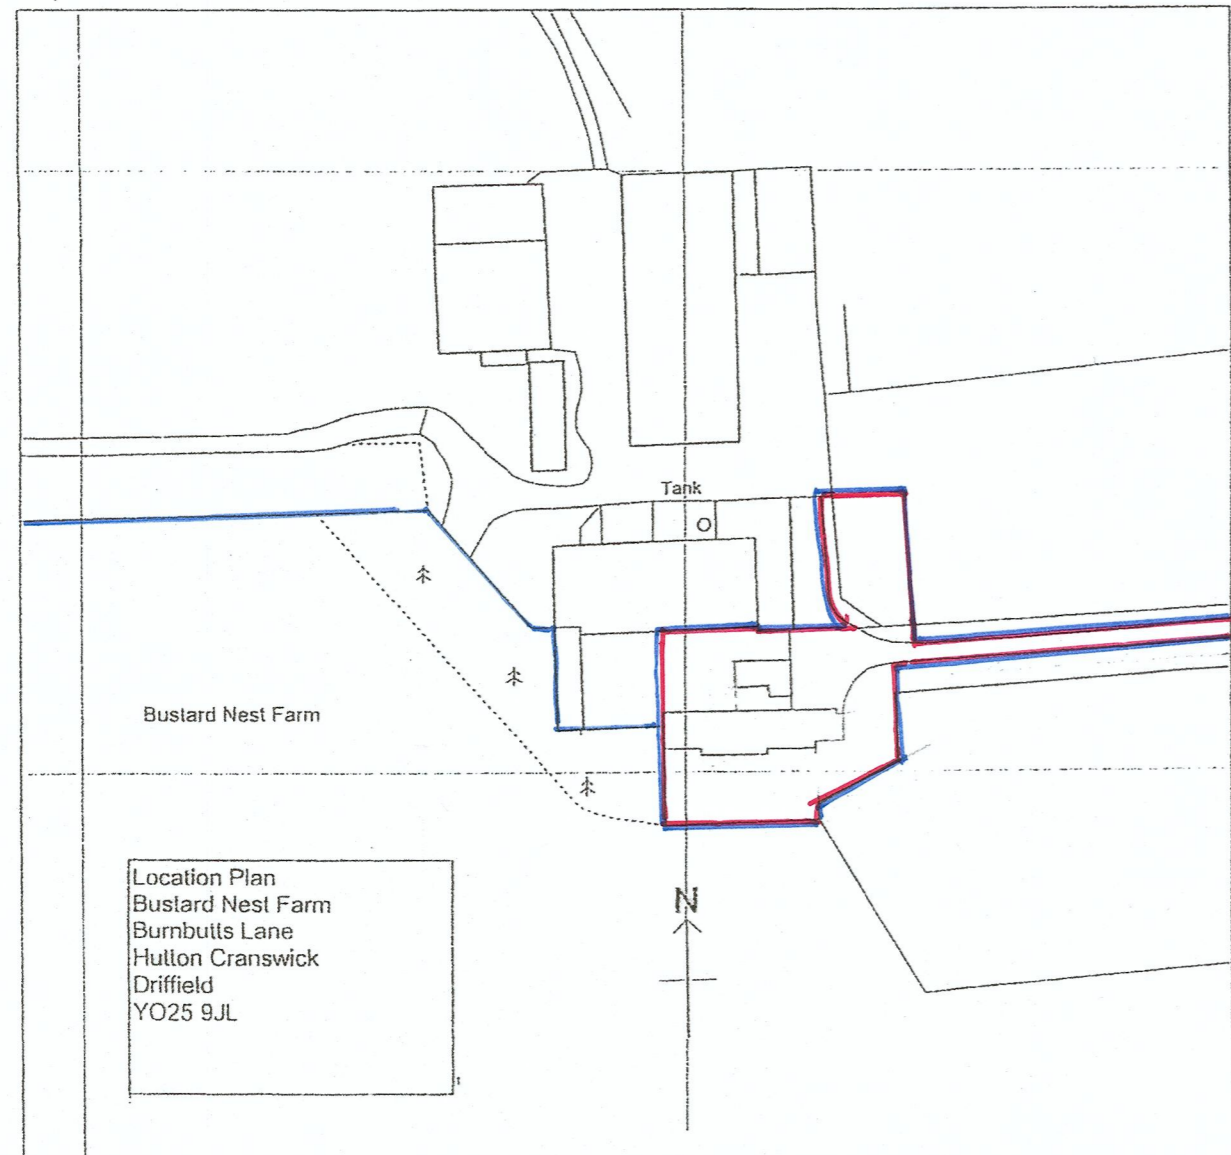 Tank
Bustard Nest Farm
Location Plan
Bustard Nest Farm
Burnbutts Lane
Hutton Cranswick
Driffield
YO25 9JL
N